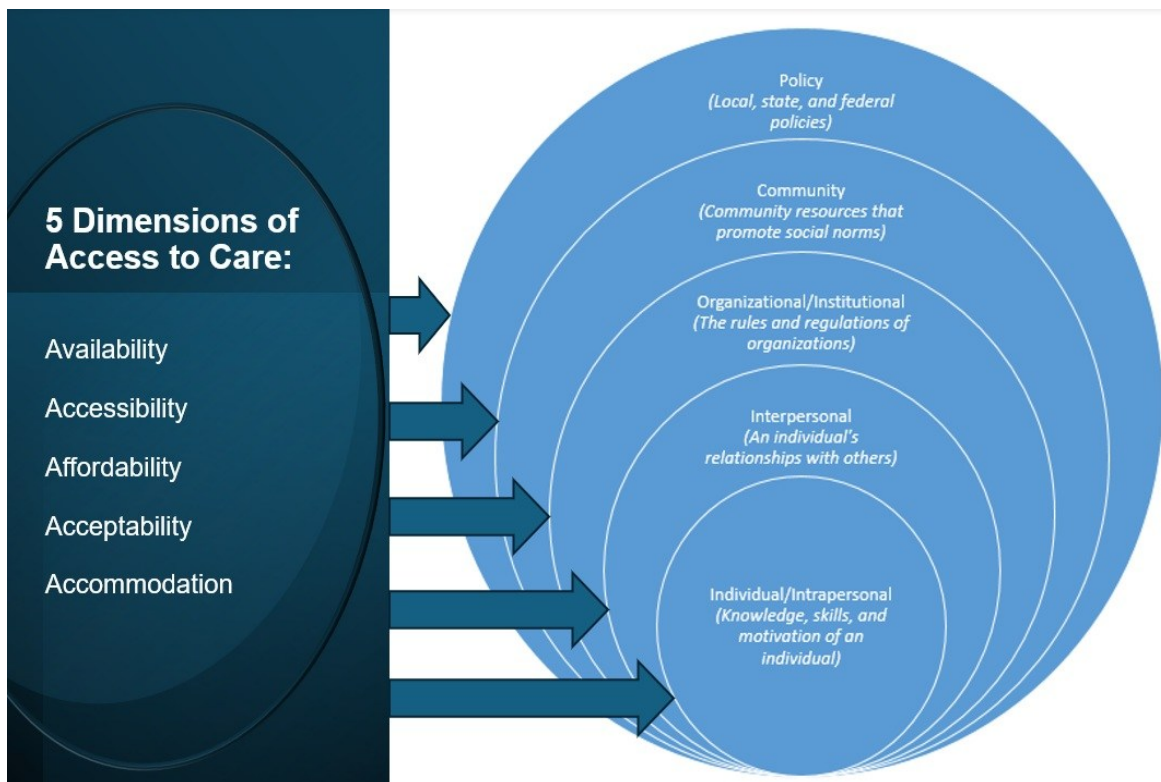 5 Dimensions of
Access to Care:
Availability
Accessibility
Affordability
Acceptability
Accommodation
Policy
(Local, state, and federal
policies)
Community
(Community resources that
promote social norms)
Organizational/Institutional
(The rules and regulations of
organizations)
Interpersonal
(An individual's
relationships with others)
Individual/Intrapersonal
(Knowledge, skills, and
motivation of an
individual)